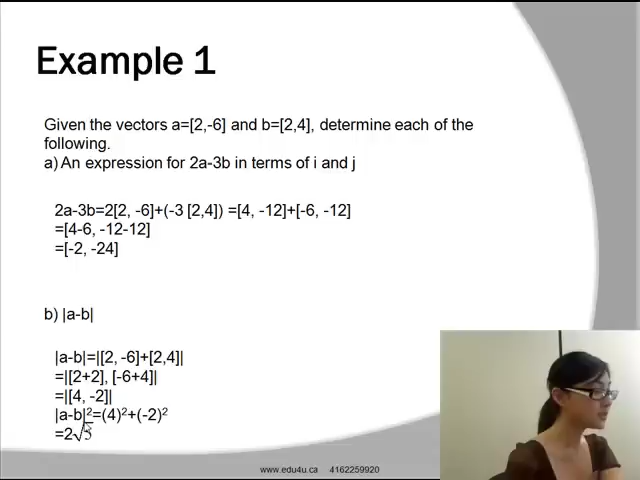 Example 1
Given the vectors a=[2,-6] and b=[2,4], determine each of the
following.
a) An expression for 2a-3b in terms of i and j
2a-3b=2[2, -6]+(-3 [2,4]) =[4, -12]+[-6, -12]
=[4-6, -12-12]
=[-2, -24]
b) |a-b|
|a-b|=|[2, -6]+[2,4]|
=|[2+2], [-6+4]|
=|[4, -2]|
|a-b|²=(4)²+(-2)²
=2√5
www.edu4u.ca 4162259920